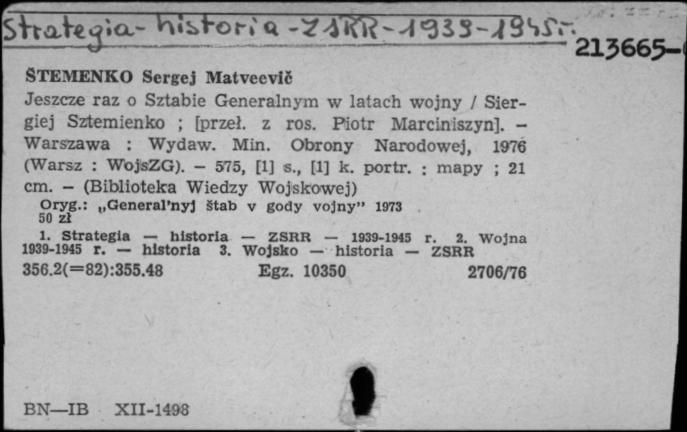 Strategia - historia - ZSRR - 1939-1945 r.
213665-
ŠTEMENKO Sergej Matveevič
Jeszcze raz o Sztabie Generalnym w latach wojny / Sier-
giej Sztemienko ; [przeł. z ros. Piotr Marciniszyn]. —
Warszawa : Wydaw. Min. Obrony Narodowej, 1976
(Warsz : WojsZG). — 575, [1] s., [1] k. portr. : mapy ; 21
cm. — (Biblioteka Wiedzy Wojskowej)
Oryg.: „General'nyj štab v gody vojny” 1973
50 zł
1. Strategia — historia — ZSRR — 1939-1945 r. 2. Wojna
1939-1945 r. — historia 3. Wojsko — historia — ZSRR
356.2(=82):355.48 Egz. 10350 2706/76
BN—IB XII-1498